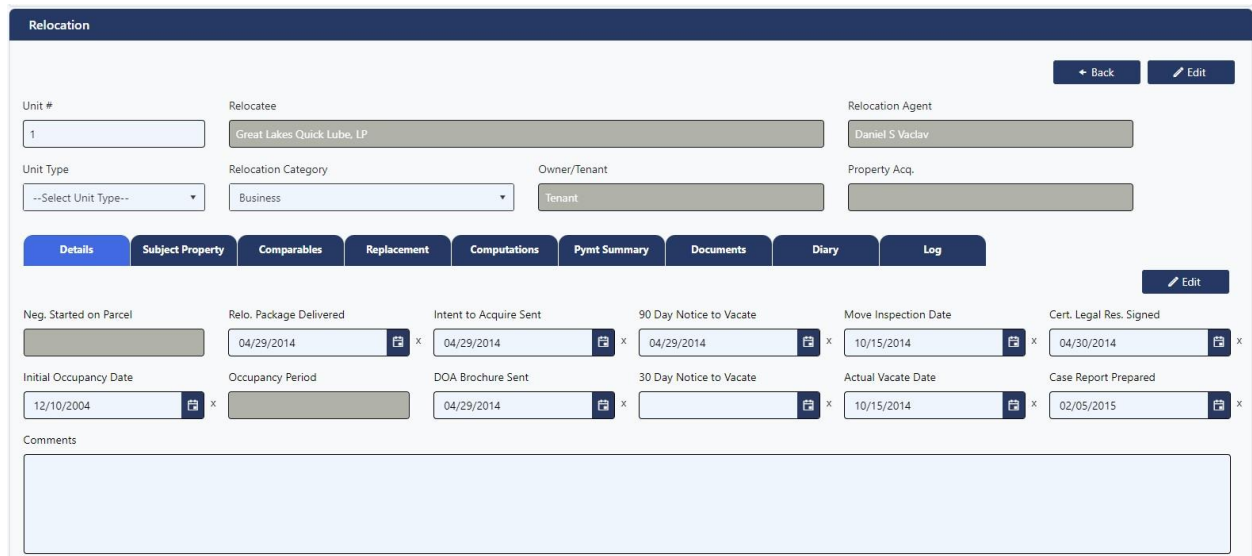 Relocation
Back Edit
Unit # Relocatee Relocation Agent
1 Great Lakes Quick Lube, LP Daniel S Vaclav
Unit Type Relocation Category Owner/Tenant Property Acq.
--Select Unit Type-- Business Tenant
Details Subject Property Comparables Replacement Computations Pymt Summary Documents Diary Log
Edit
Neg. Started on Parcel Relo. Package Delivered Intent to Acquire Sent 90 Day Notice to Vacate Move Inspection Date Cert. Legal Res. Signed
04/29/2014 x 04/29/2014 x 04/29/2014 x 10/15/2014 x 04/30/2014 x
Initial Occupancy Date Occupancy Period DOA Brochure Sent 30 Day Notice to Vacate Actual Vacate Date Case Report Prepared
12/10/2004 x 04/29/2014 x x 10/15/2014 x 02/05/2015 x
Comments